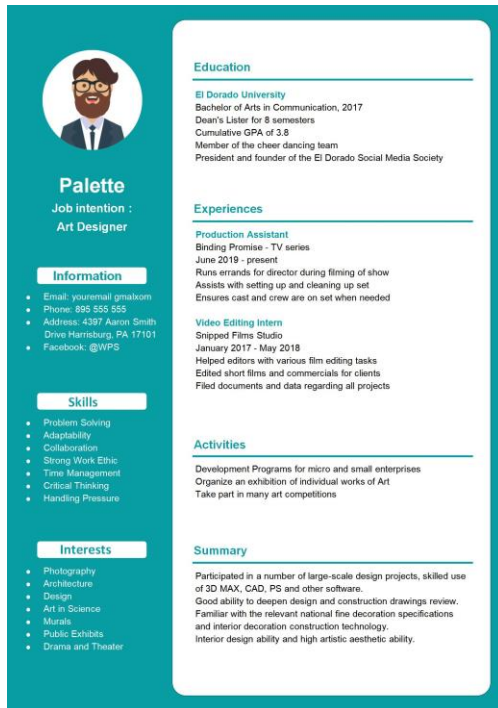 Palette
Job intention :
Art Designer
Information
Email: youremail gmalxom
Phone: 895 555 555
Address: 4397 Aaron Smith
Drive Harrisburg, PA 17101
Facebook: @WPS
Skills
Problem Solving
Adaptability
Collaboration
Strong Work Ethic
Time Management
Critical Thinking
Handling Pressure
Interests
Photography
Architecture
Design
Art in Science
Murals
Public Exhibits
Drama and Theater
Education
El Dorado University
Bachelor of Arts in Communication, 2017
Dean's Lister for 8 semesters
Cumulative GPA of 3.8
Member of the cheer dancing team
President and founder of the El Dorado Social Media Society
Experiences
Production Assistant
Binding Promise - TV series
June 2019 - present
Runs errands for director during filming of show
Assists with setting up and cleaning up set
Ensures cast and crew are on set when needed
Video Editing Intern
Snipped Films Studio
January 2017 - May 2018
Helped editors with various film editing tasks
Edited short films and commercials for clients
Filed documents and data regarding all projects
Activities
Development Programs for micro and small enterprises
Organize an exhibition of individual works of Art
Take part in many art competitions
Summary
Participated in a number of large-scale design projects, skilled use
of 3D MAX, CAD, PS and other software.
Good ability to deepen design and construction drawings review.
Familiar with the relevant national fine decoration specifications
and interior decoration construction technology.
Interior design ability and high artistic aesthetic ability.